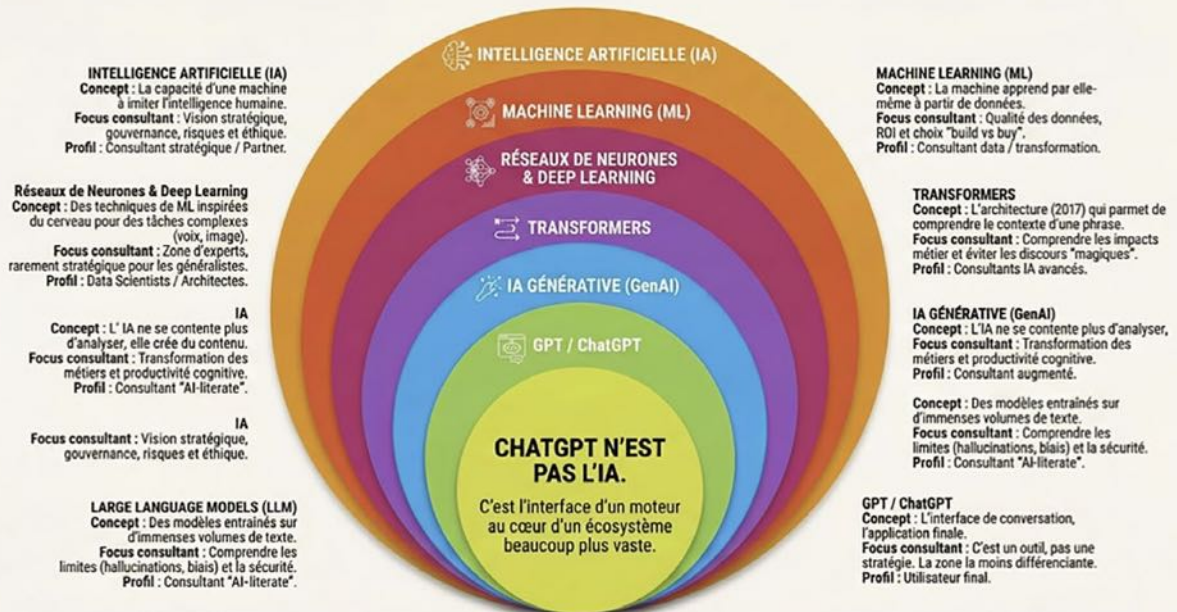 INTELLIGENCE ARTIFICIELLE (IA)
Concept : La capacité d'une machine
à imiter l'intelligence humaine.
Focus consultant : Vision stratégique,
gouvernance, risques et éthique.
Profil : Consultant stratégique / Partner.
Réseaux de Neurones & Deep Learning
Concept : Des techniques de ML inspirées
du cerveau pour des tâches complexes
(voix, image).
Focus consultant : Zone d'experts,
rarement stratégique pour les généralistes.
Profil : Data Scientists / Architectes.
IA
Concept : L' IA ne se contente plus
d'analyser, elle crée du contenu.
Focus consultant : Transformation des
métiers et productivité cognitive.
Profil : Consultant "AI-literate".
IA
Focus consultant : Vision stratégique,
gouvernance, risques et éthique.
LARGE LANGUAGE MODELS (LLM)
Concept : Des modèles entrainés sur
d'immenses volumes de texte.
Focus consultant : Comprendre les
limites (hallucinations, biais) et la sécurité.
Profil : Consultant "AI-literate".
INTELLIGENCE ARTIFICIELLE (IA)
MACHINE LEARNING (ML)
RÉSEAUX DE NEURONES
& DEEP LEARNING
TRANSFORMERS
IA GÉNÉRATIVE (GenAI)
GPT / ChatGPT
CHATGPT N'EST
PAS L'IA.
C'est l'interface d'un moteur
au cœur d'un écosystème
beaucoup plus vaste.
MACHINE LEARNING (ML)
Concept : La machine apprend par elle-
même à partir de données.
Focus consultant : Qualité des données,
ROI et choix "build vs buy".
Profil : Consultant data / transformation.
TRANSFORMERS
Concept : L'architecture (2017) qui parmet de
comprendre le contexte d'une phrase.
Focus consultant : Comprendre les impacts
métier et éviter les discours "magiques".
Profil : Consultants IA avancés.
IA GÉNÉRATIVE (GenAI)
Concept : L'IA ne se contente plus d'analyser,
Focus consultant : Transformation des
métiers et productivité cognitive.
Profil : Consultant augmenté.
Concept : Des modèles entraînés sur
d'immenses volumes de texte.
Focus consultant : Comprendre les
limites (hallucinations, biais) et la sécurité.
Profil : Consultant "AI-literate".
GPT / ChatGPT
Concept : L'interface de conversation,
l'application finale.
Focus consultant : C'est un outil, pas une
stratégie. La zone la moins différenciante.
Profil : Utilisateur final.